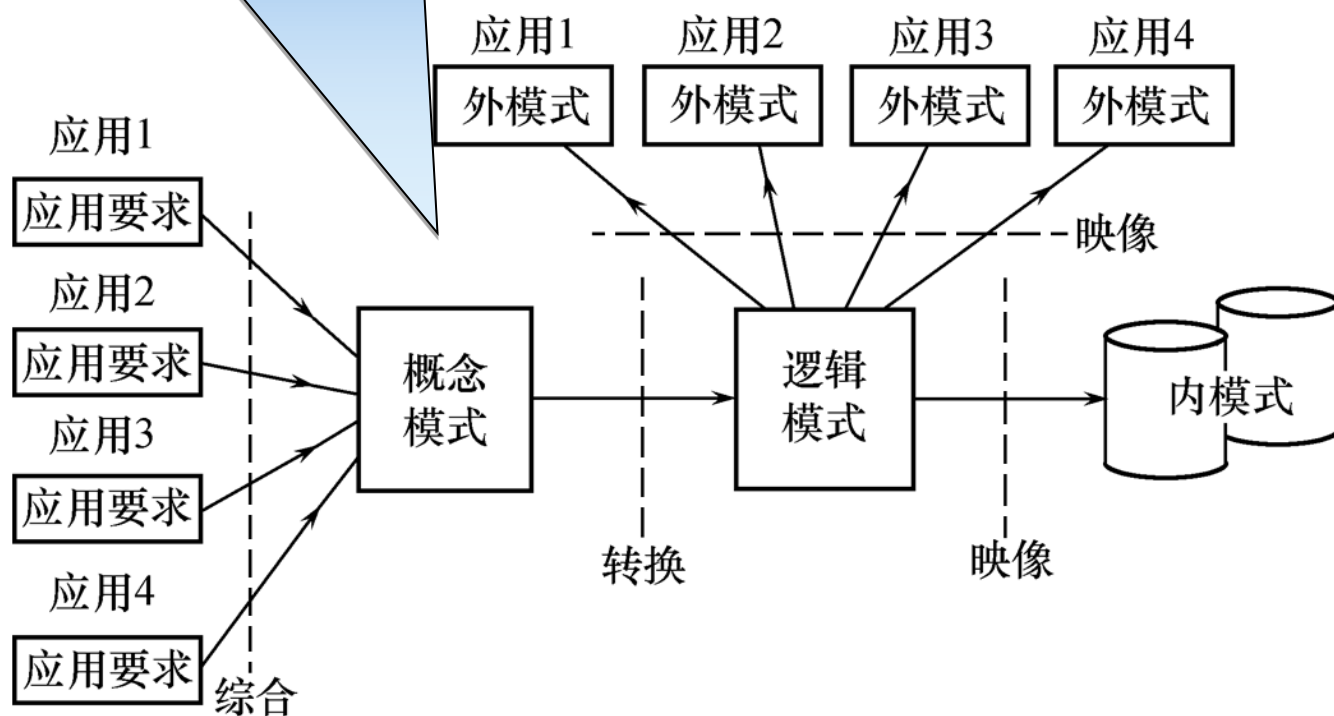 应用1
应用2
应用3
应用4
外模式
外模式
外模式
外模式
映像
应用1
应用要求
应用2
应用要求
应用3
应用要求
应用4
应用要求
综合
概念
模式
转换
逻辑
模式
映像
内模式